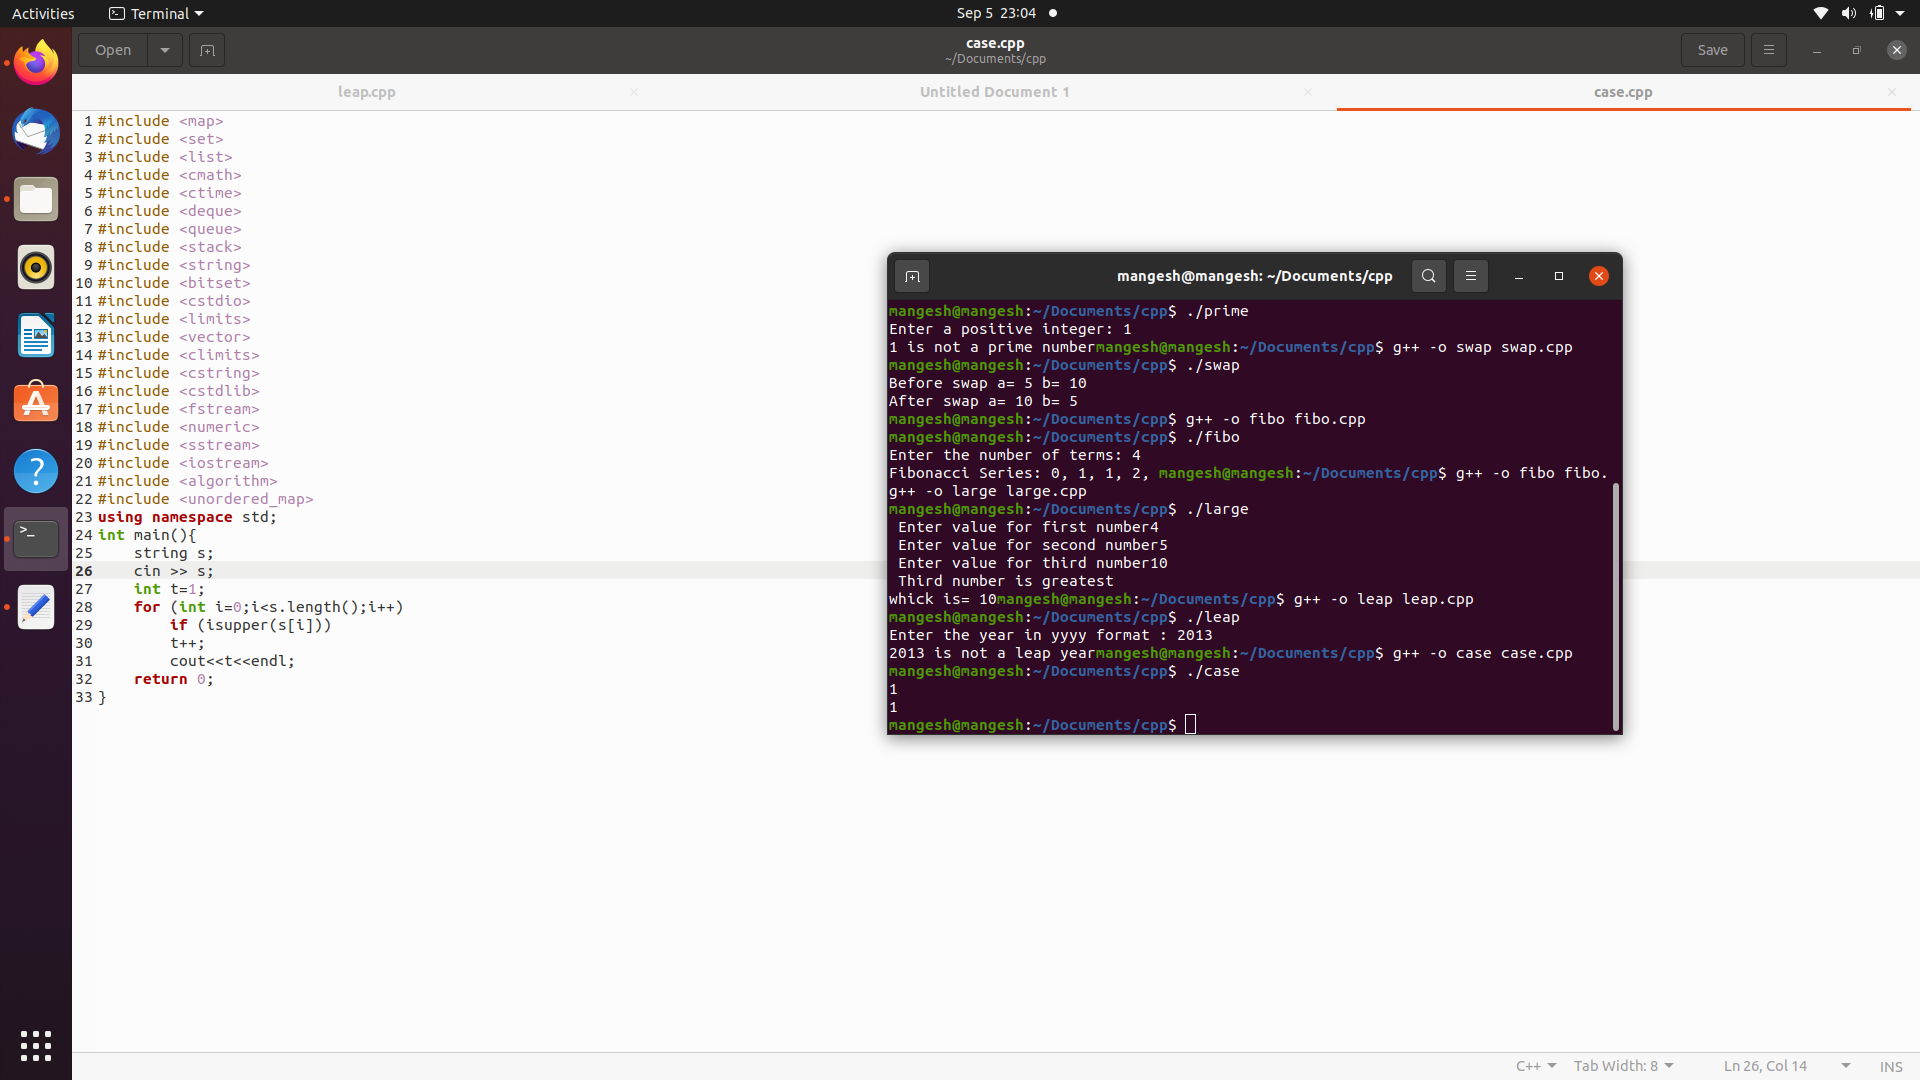 Activities
Terminal
Sep 5 23:04
Open
case.cpp
~/Documents/cpp
Save
leap.cpp
Untitled Document 1
case.cpp
1 #include <map>
2 #include <set>
3 #include <list>
4 #include <cmath>
5 #include <ctime>
6 #include <deque>
7 #include <queue>
8 #include <stack>
9 #include <string>
10 #include <bitset>
11 #include <cstdio>
12 #include <limits>
13 #include <vector>
14 #include <climits>
15 #include <cstring>
16 #include <cstdlib>
17 #include <fstream>
18 #include <numeric>
19 #include <sstream>
20 #include <iostream>
21 #include <algorithm>
22 #include <unordered_map>
23 using namespace std;
24 int main(){
25     string s;
26     cin >> s;
27     int t=1;
28     for (int i=0;i<s.length();i++)
29         if (isupper(s[i]))
30         t++;
31         cout<<t<<endl;
32     return 0;
33 }
mangesh@mangesh: ~/Documents/cpp
mangesh@mangesh:~/Documents/cpp$ ./prime
Enter a positive integer: 1
1 is not a prime numbermangesh@mangesh:~/Documents/cpp$ g++ -o swap swap.cpp
mangesh@mangesh:~/Documents/cpp$ ./swap
Before swap a= 5 b= 10
After swap a= 10 b= 5
mangesh@mangesh:~/Documents/cpp$ g++ -o fibo fibo.cpp
mangesh@mangesh:~/Documents/cpp$ ./fibo
Enter the number of terms: 4
Fibonacci Series: 0, 1, 1, 2, mangesh@mangesh:~/Documents/cpp$ g++ -o fibo fibo.
g++ -o large large.cpp
mangesh@mangesh:~/Documents/cpp$ ./large
 Enter value for first number4
 Enter value for second number5
 Enter value for third number10
 Third number is greatest
whick is= 10mangesh@mangesh:~/Documents/cpp$ g++ -o leap leap.cpp
mangesh@mangesh:~/Documents/cpp$ ./leap
Enter the year in yyyy format : 2013
2013 is not a leap yearmangesh@mangesh:~/Documents/cpp$ g++ -o case case.cpp
mangesh@mangesh:~/Documents/cpp$ ./case
1
1
mangesh@mangesh:~/Documents/cpp$
C++
Tab Width: 8
Ln 26, Col 14
INS